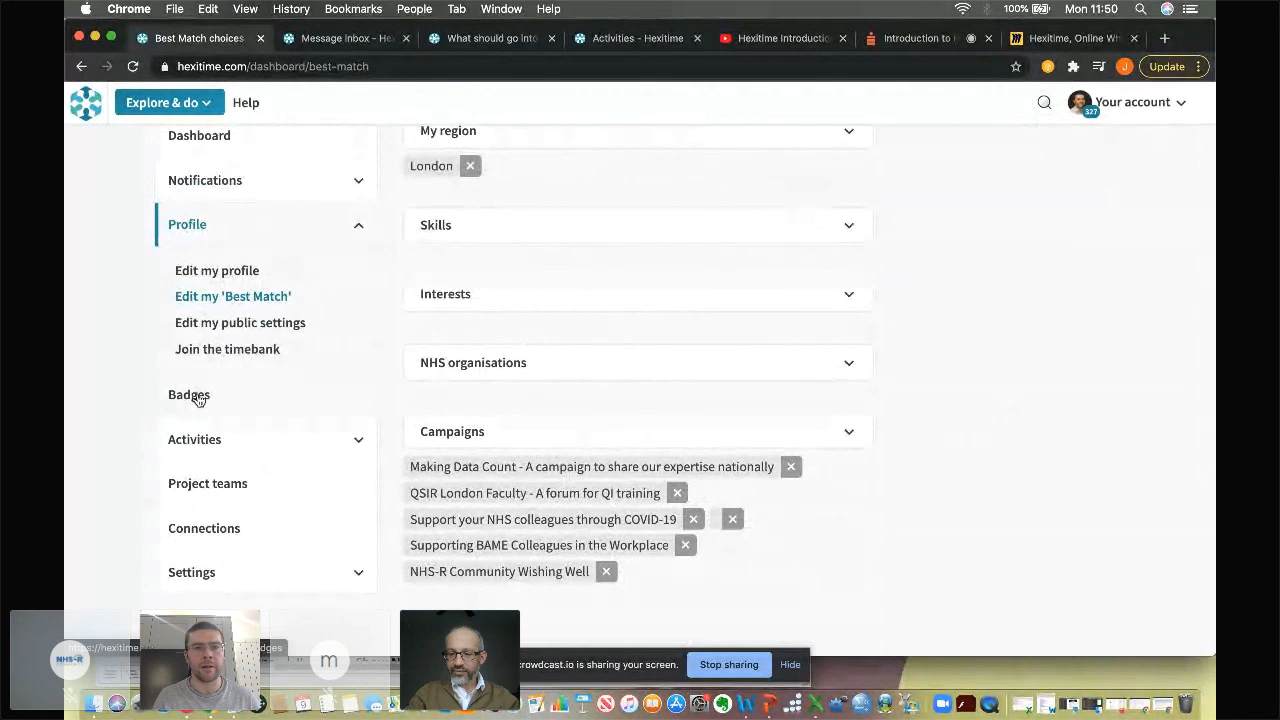 Chrome File Edit View History Bookmarks People Tab Window Help 100% Mon 11:50
Best Match choices Message Inbox - He What should go into Activities - Hexitime Hexitime Introductio Introduction to H Hexitime, Online Wh
hexitime.com/dashboard/best-match J Update
Explore & do Help Your account
327
Dashboard
My region
London
Notifications
Profile
Skills
Edit my profile
Edit my 'Best Match'
Interests
Edit my public settings
Join the timebank
NHS organisations
Badges
Activities
Campaigns
Making Data Count - A campaign to share our expertise nationally
Project teams
QSIR London Faculty - A forum for QI training
Connections
Support your NHS colleagues through COVID-19
Supporting BAME Colleagues in the Workplace
Settings
NHS-R Community Wishing Well
NHS-R
m
crowdcast.io is sharing your screen. Stop sharing Hide